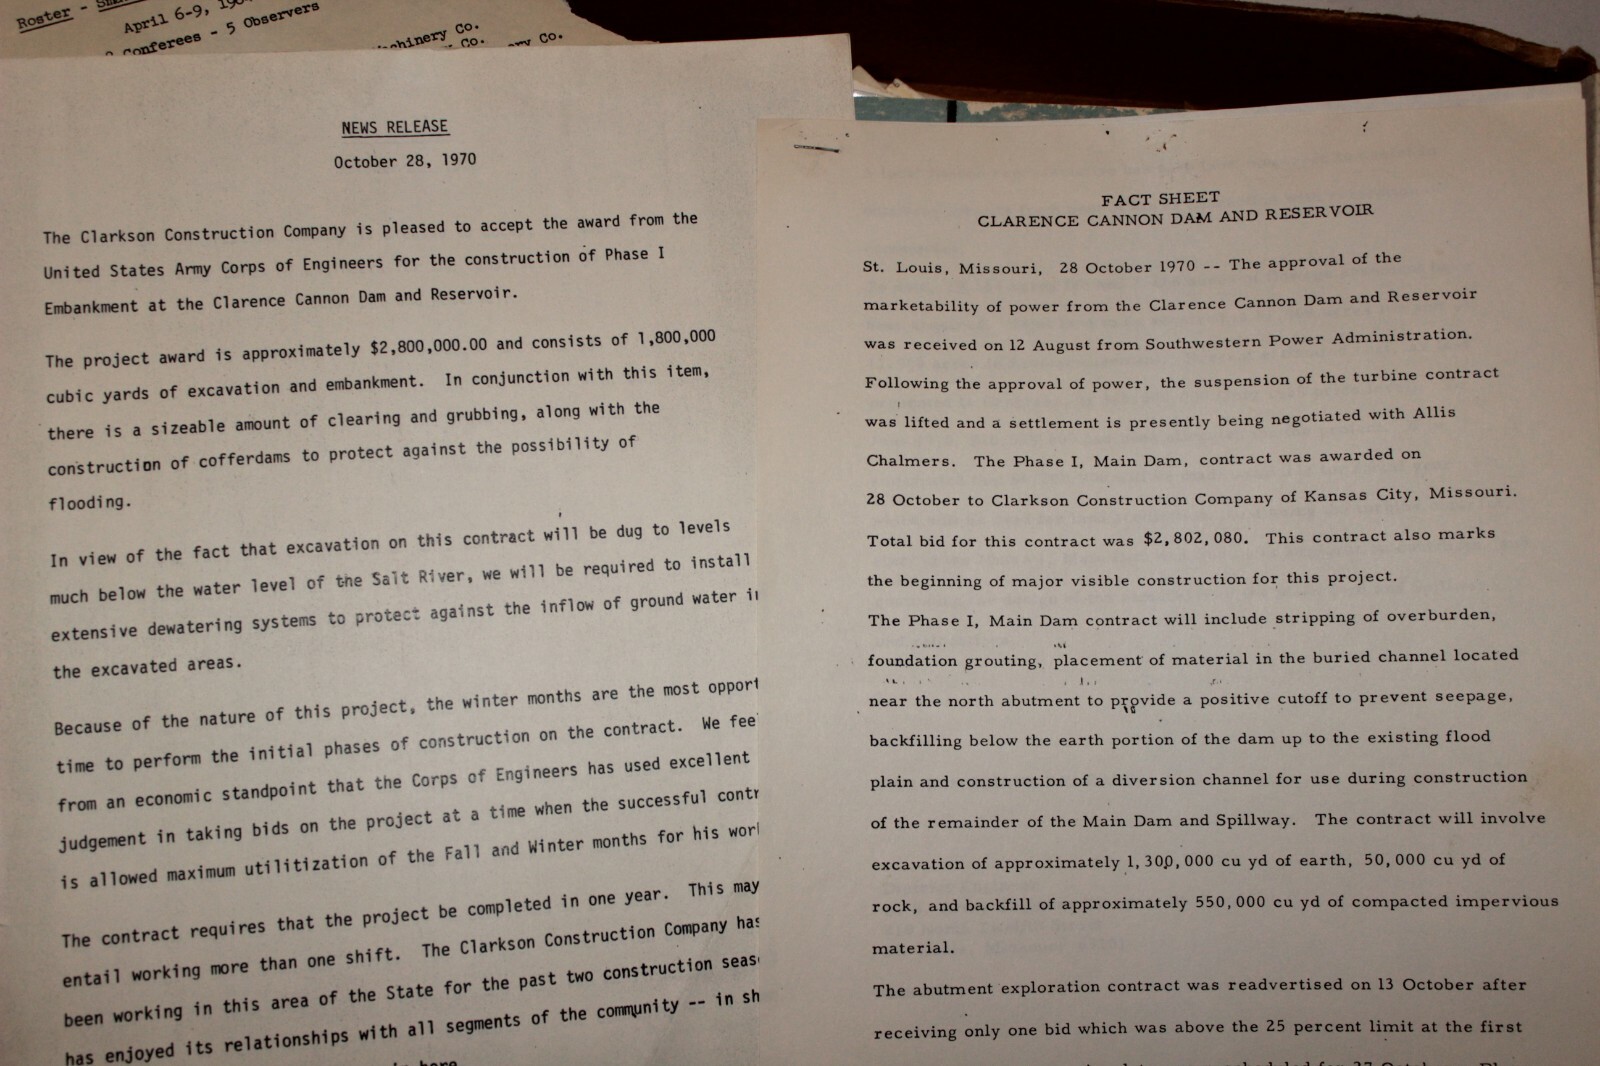 Roster -
April 6-9,
Conferees - 5 Observers
Machinery Co.
Co.
Co.
NEWS RELEASE
October 28, 1970
The Clarkson Construction Company is pleased to accept the award from the
United States Army Corps of Engineers for the construction of Phase I
Embankment at the Clarence Cannon Dam and Reservoir.
The project award is approximately $2,800,000.00 and consists of 1,800,000
cubic yards of excavation and embankment. In conjunction with this item,
there is a sizeable amount of clearing and grubbing, along with the
construction of cofferdams to protect against the possibility of
flooding.
In view of the fact that excavation on this contract will be dug to levels
much below the water level of the Salt River, we will be required to install
extensive dewatering systems to protect against the inflow of ground water
the excavated areas.
Because of the nature of this project, the winter months are the most
time to perform the initial phases of construction on the contract. We
from an economic standpoint that the Corps of Engineers has used excellent
judgement in taking bids on the project at a time when the successful
is allowed maximum utilitization of the Fall and Winter months for his
The contract requires that the project be completed in one year. This may
entail working more than one shift. The Clarkson Construction Company has
been working in this area of the State for the past two construction
has enjoyed its relationships with all segments of the community -- in
FACT SHEET
CLARENCE CANNON DAM AND RESERVOIR
St. Louis, Missouri, 28 October 1970 -- The approval of the
marketability of power from the Clarence Cannon Dam and Reservoir
was received on 12 August from Southwestern Power Administration.
Following the approval of power, the suspension of the turbine contract
was lifted and a settlement is presently being negotiated with Allis
Chalmers. The Phase I, Main Dam, contract was awarded on
28 October to Clarkson Construction Company of Kansas City, Missouri.
Total bid for this contract was $2,802,080. This contract also marks
the beginning of major visible construction for this project.
The Phase I, Main Dam contract will include stripping of overburden,
foundation grouting, placement of material in the buried channel located
near the north abutment to provide a positive cutoff to prevent seepage,
backfilling below the earth portion of the dam up to the existing flood
plain and construction of a diversion channel for use during construction
of the remainder of the Main Dam and Spillway. The contract will involve
excavation of approximately 1,300,000 cu yd of earth, 50,000 cu yd of
rock, and backfill of approximately 550,000 cu yd of compacted impervious
material.
The abutment exploration contract was readvertised on 13 October after
receiving only one bid which was above the 25 percent limit at the first